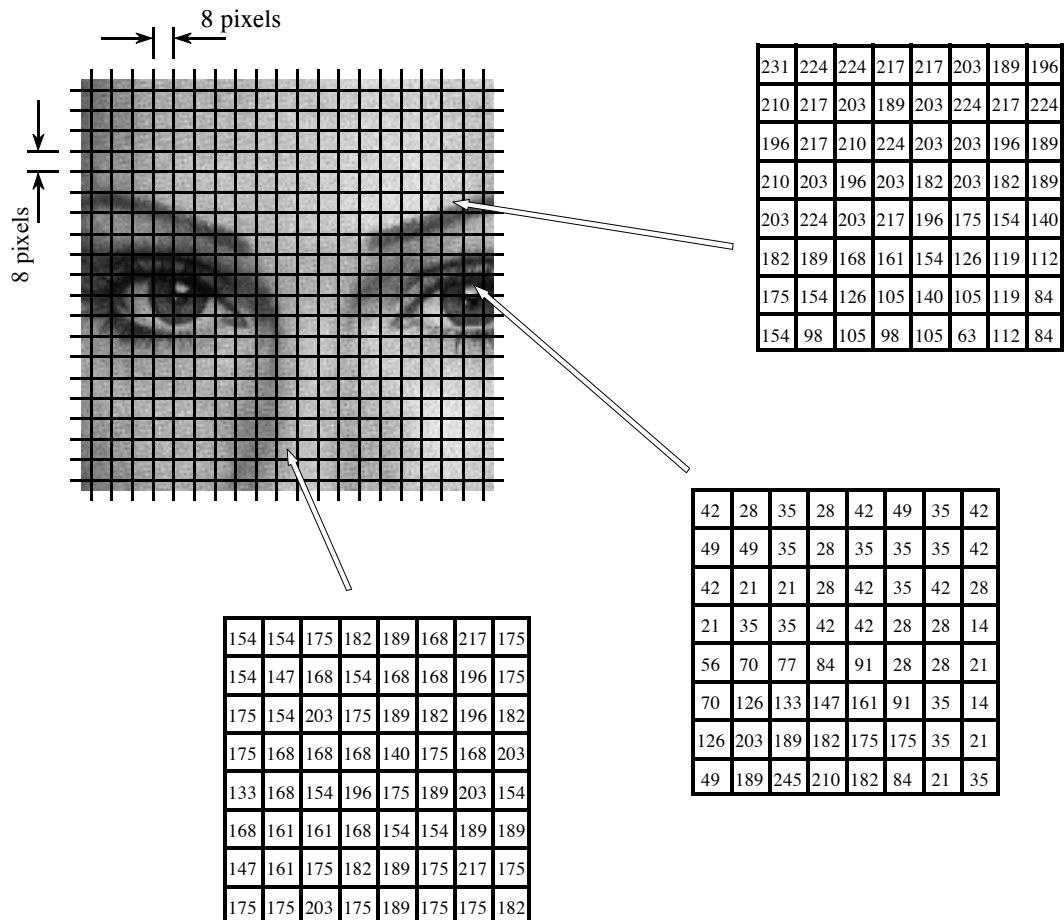 8 pixels
8 pixels
231 224 224 217 217 203 189 196
210 217 203 189 203 224 217 224
196 217 210 224 203 203 196 189
210 203 196 203 182 203 182 189
203 224 203 217 196 175 154 140
182 189 168 161 154 126 119 112
175 154 126 105 140 105 119 84
154 98 105 98 105 63 112 84
42 28 35 28 42 49 35 42
49 49 35 28 35 35 35 42
42 21 21 28 42 35 42 28
21 35 35 42 42 28 28 14
56 70 77 84 91 28 28 21
70 126 133 147 161 91 35 14
126 203 189 182 175 175 35 21
49 189 245 210 182 84 21 35
154 154 175 182 189 168 217 175
154 147 168 154 168 168 196 175
175 154 203 175 189 182 196 182
175 168 168 168 140 175 168 203
133 168 154 196 175 189 203 154
168 161 161 168 154 154 189 189
147 161 175 182 189 175 217 175
175 175 203 175 189 175 175 182